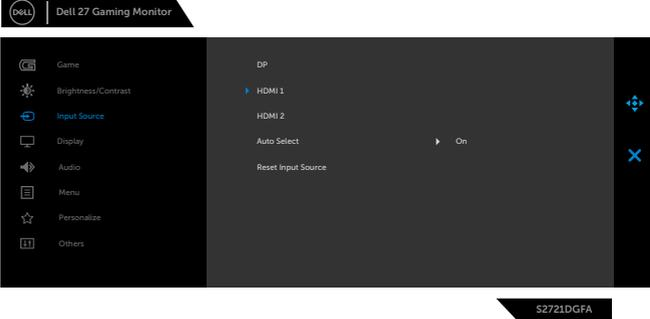 DELL
Dell 27 Gaming Monitor
Game
Brightness/Contrast
Input Source
Display
Audio
Menu
Personalize
Others
DP
HDMI 1
HDMI 2
Auto Select On
Reset Input Source
S2721DGFA